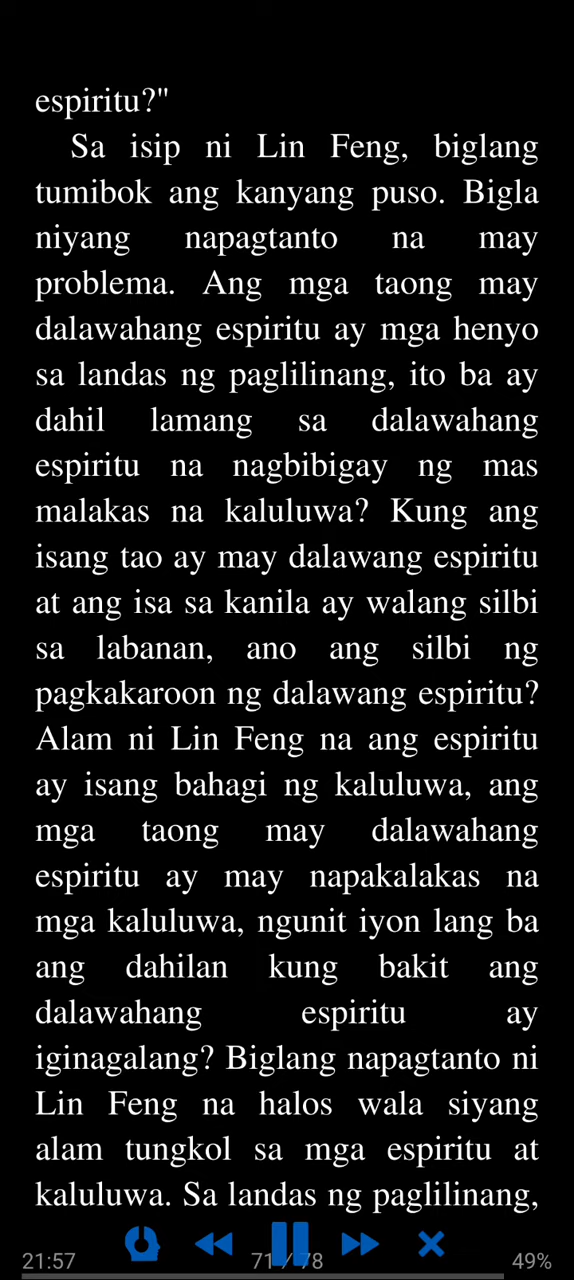 espiritu?"
Sa isip ni Lin Feng, biglang
tumibok ang kanyang puso. Bigla
niyang napagtanto na may
problema. Ang mga taong may
dalawahang espiritu ay mga henyo
sa landas ng paglilinang, ito ba ay
dahil lamang sa dalawahang
espiritu na nagbibigay ng mas
malakas na kaluluwa? Kung ang
isang tao ay may dalawang espiritu
at ang isa sa kanila ay walang silbi
sa labanan, ano ang silbi ng
pagkakaroon ng dalawang espiritu?
Alam ni Lin Feng na ang espiritu
ay isang bahagi ng kaluluwa, ang
mga taong may dalawahang
espiritu ay may napakalakas na
mga kaluluwa, ngunit iyon lang ba
ang dahilan kung bakit ang
dalawahang espiritu ay
iginagalang? Biglang napagtanto ni
Lin Feng na halos wala siyang
alam tungkol sa mga espiritu at
kaluluwa. Sa landas ng paglilinang,
21:57 71 / 78 49%